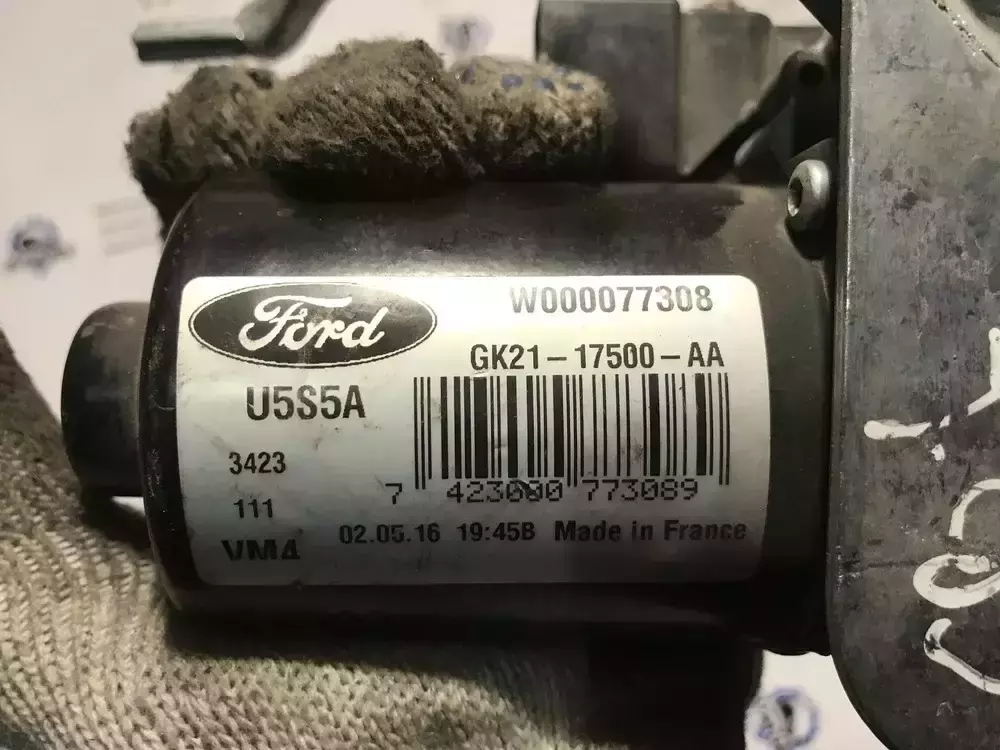 Ford
W000077308
GK21-17500-AA
U5S5A
3423
111
7 423000 773089
VM4
02.05.16 19:45B Made in France